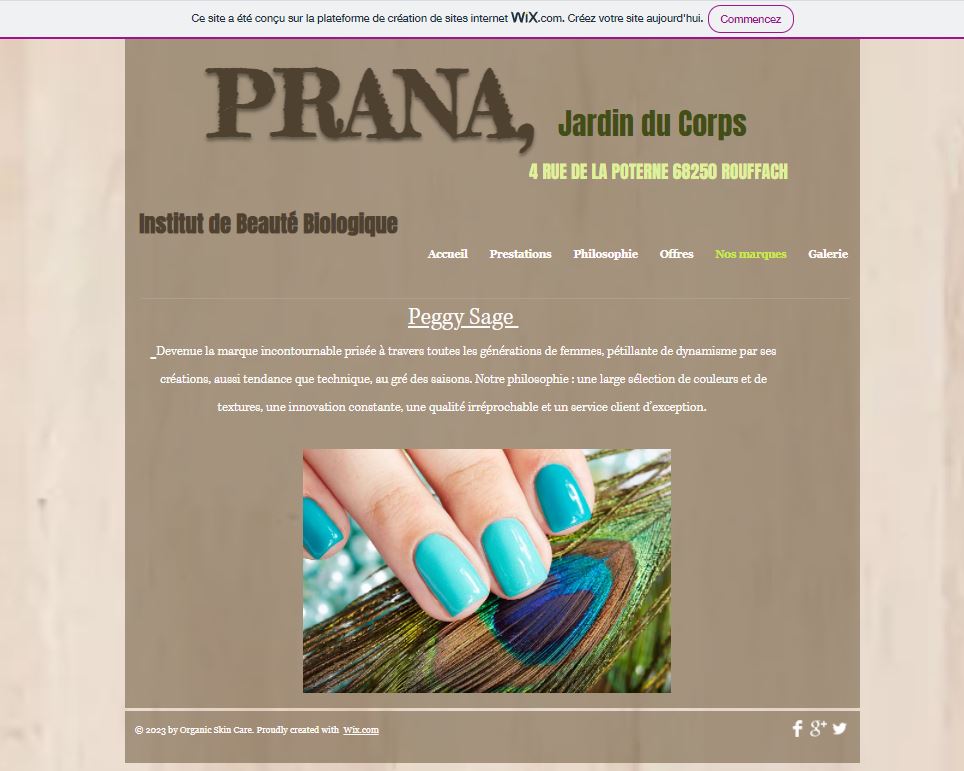 Ce site a été conçu sur la plateforme de création de sites internet WiX.com. Créez votre site aujourd'hui. Commencez
PRANA, Jardin du Corps
4 RUE DE LA POTERNE 68250 ROUFFACH
Institut de Beauté Biologique
Accueil Prestations Philosophie Offres Nos marques Galerie
Peggy Sage
Devenue la marque incontournable prisée à travers toutes les générations de femmes, pétillante de dynamisme par ses
créations, aussi tendance que technique, au gré des saisons. Notre philosophie : une large sélection de couleurs et de
textures, une innovation constante, une qualité irréprochable et un service client d'exception.
© 2023 by Organic Skin Care. Proudly created with Wix.com